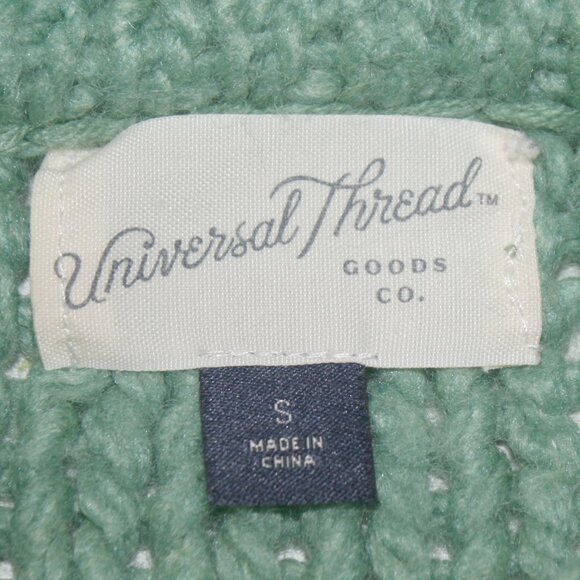 Universal Thread™
GOODS
CO.
S
MADE IN
CHINA